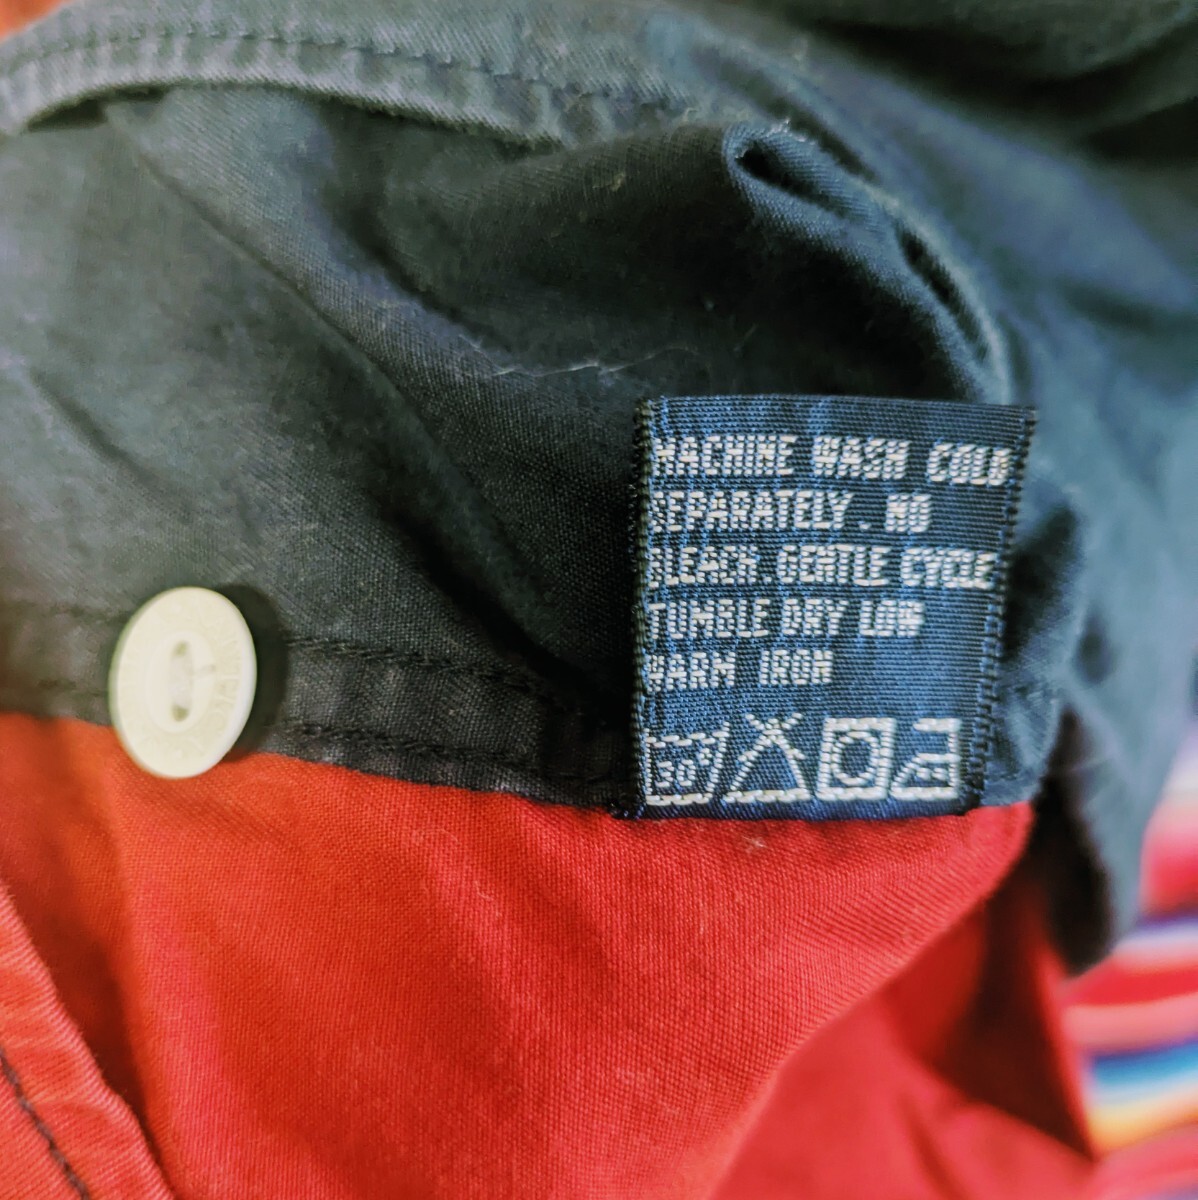 MACHINE WASH COLD
SEPARATELY. NO
BLEACH. GENTLE CYCLE
TUMBLE DRY LOW
WARM IRON
30°